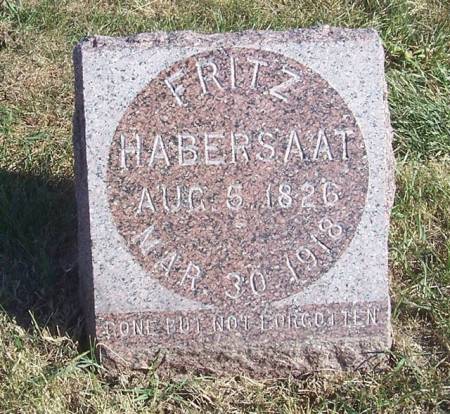 FRITZ
HABERSAAT
AUG. 5, 1826
MAR. 30 1918
GONE BUT NOT FORGOTTEN